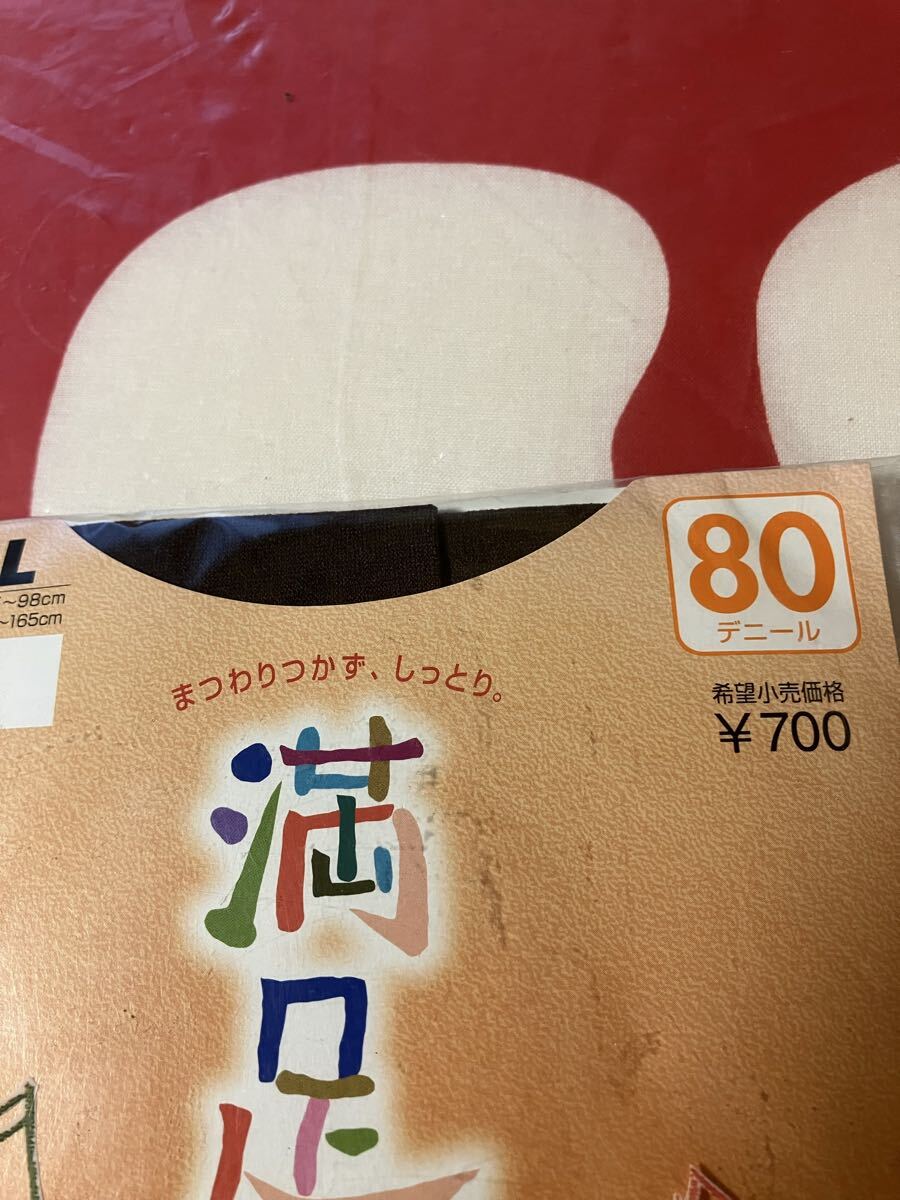 L
～98cm
～165cm
80
デニール
希望小売価格
¥700
まつわりつかず、しっとり。
満足